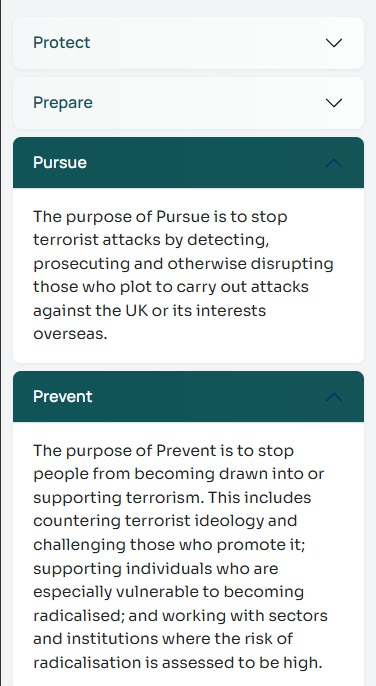 Protect
Prepare
Pursue
The purpose of Pursue is to stop
terrorist attacks by detecting,
prosecuting and otherwise disrupting
those who plot to carry out attacks
against the UK or its interests
overseas.
Prevent
The purpose of Prevent is to stop
people from becoming drawn into or
supporting terrorism. This includes
countering terrorist ideology and
challenging those who promote it;
supporting individuals who are
especially vulnerable to becoming
radicalised; and working with sectors
and institutions where the risk of
radicalisation is assessed to be high.